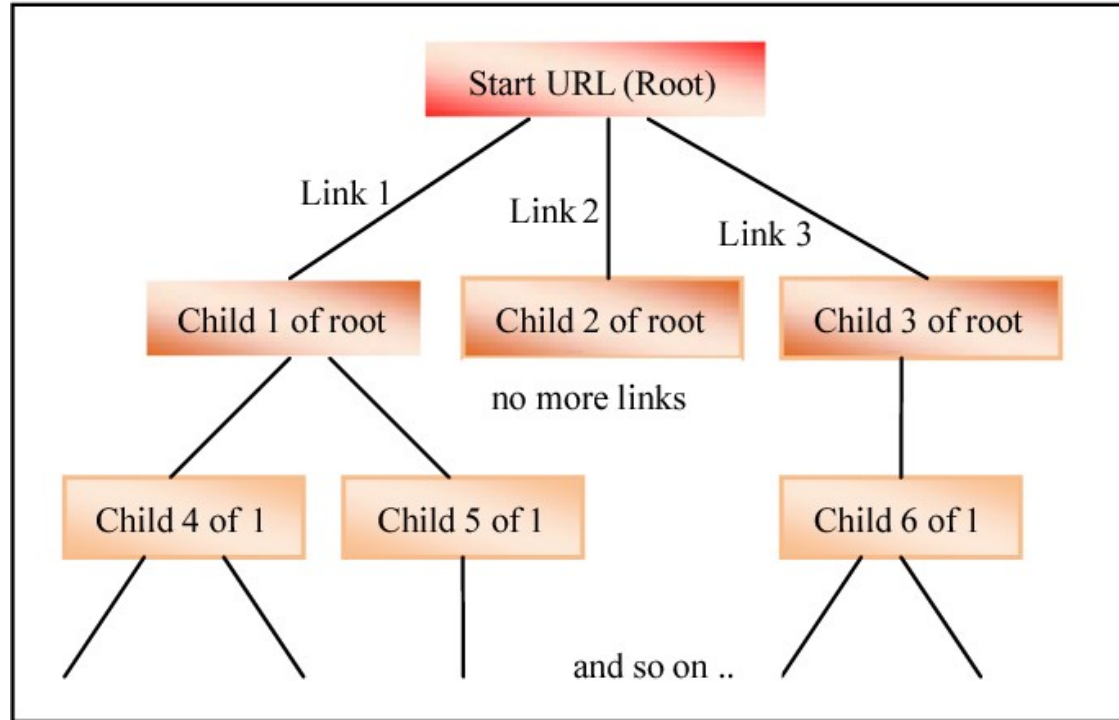 Start URL (Root)
Link 1
Link 2
Link 3
Child 1 of root
Child 2 of root
Child 3 of root
no more links
Child 4 of 1
Child 5 of 1
Child 6 of 1
and so on ..